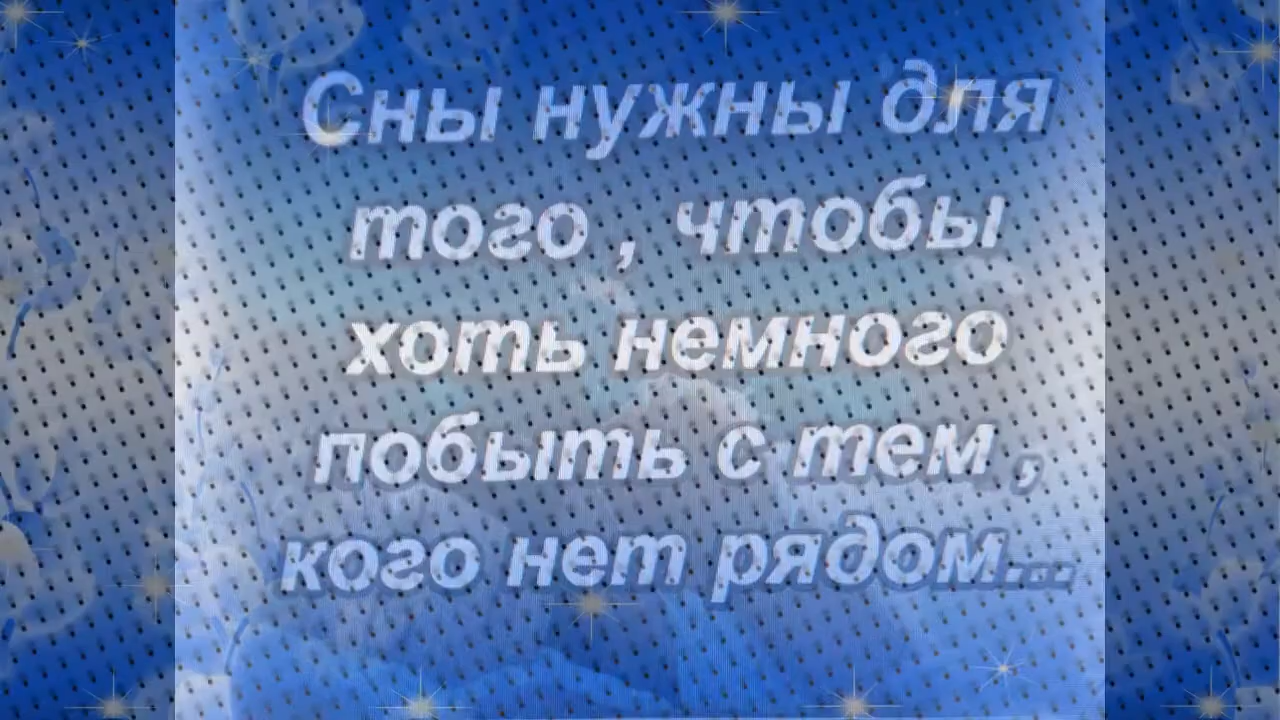 Сны нужны для
того , чтобы
хоть немного
побыть с тем ,
кого нет рядом...